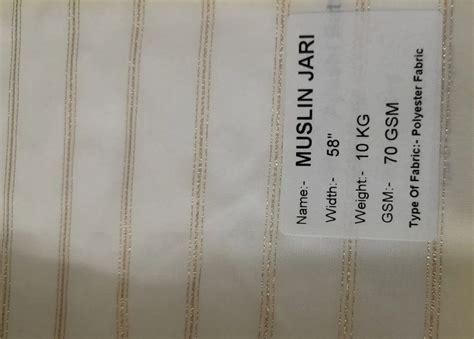 Name:- MUSLIN JARI
Width:- 58"
Weight:- 10 KG
GSM:- 70 GSM
Type Of Fabric:- Polyester Fabric